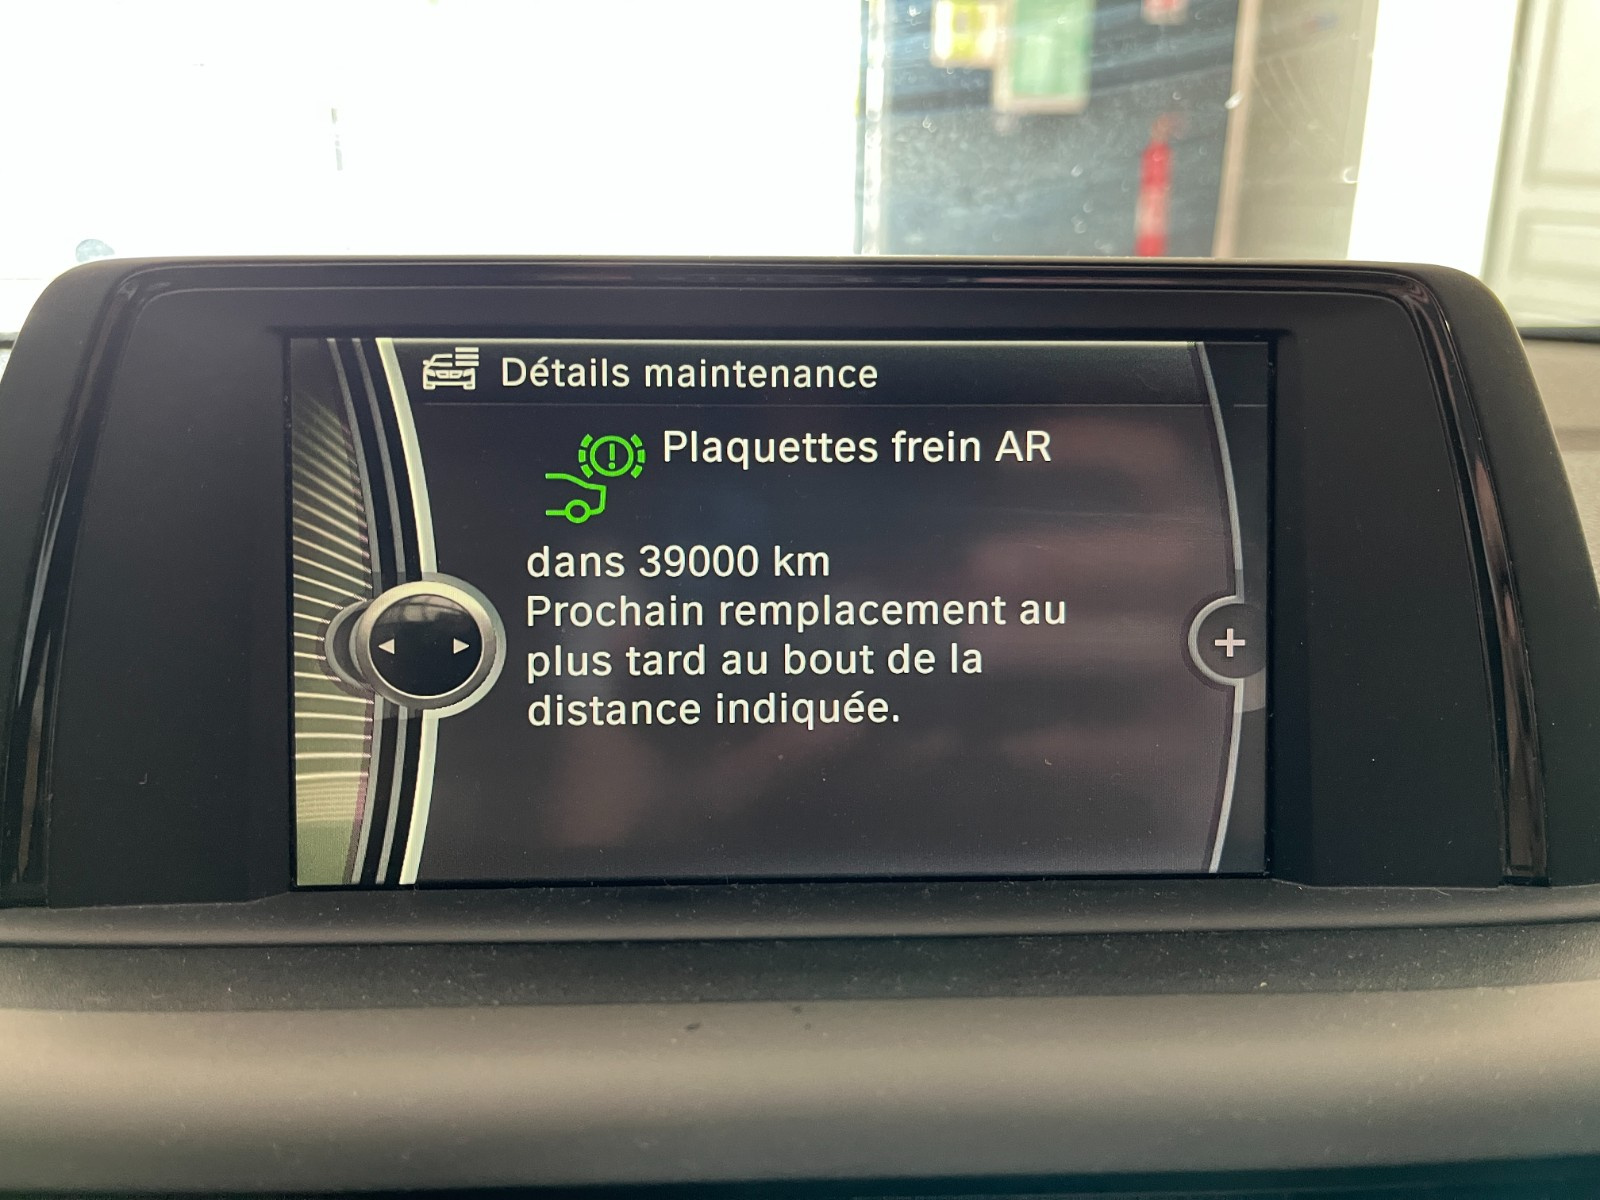 Détails maintenance
Plaquettes frein AR
dans 39000 km
Prochain remplacement au
plus tard au bout de la
distance indiquée.